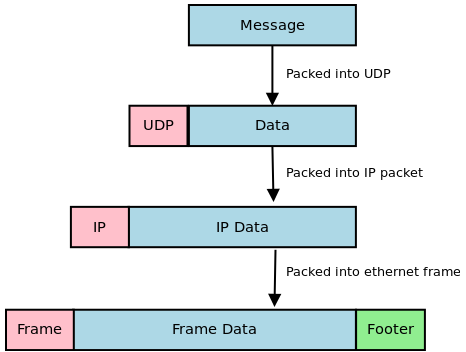 Message
Packed into UDP
UDP Data
Packed into IP packet
IP IP Data
Packed into ethernet frame
Frame Frame Data Footer